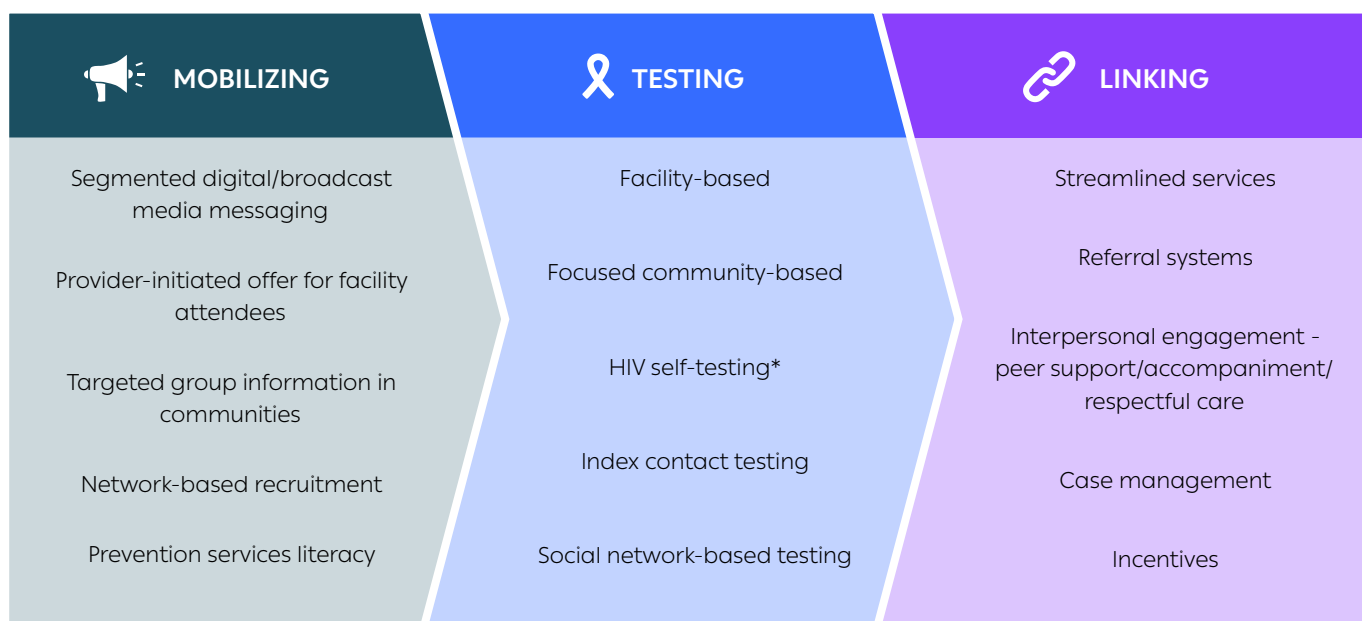 MOBILIZING
Segmented digital/broadcast
media messaging
Provider-initiated offer for facility
attendees
Targeted group information in
communities
Network-based recruitment
Prevention services literacy
TESTING
Facility-based
Focused community-based
HIV self-testing*
Index contact testing
Social network-based testing
LINKING
Streamlined services
Referral systems
Interpersonal engagement -
peer support/accompaniment/
respectful care
Case management
Incentives